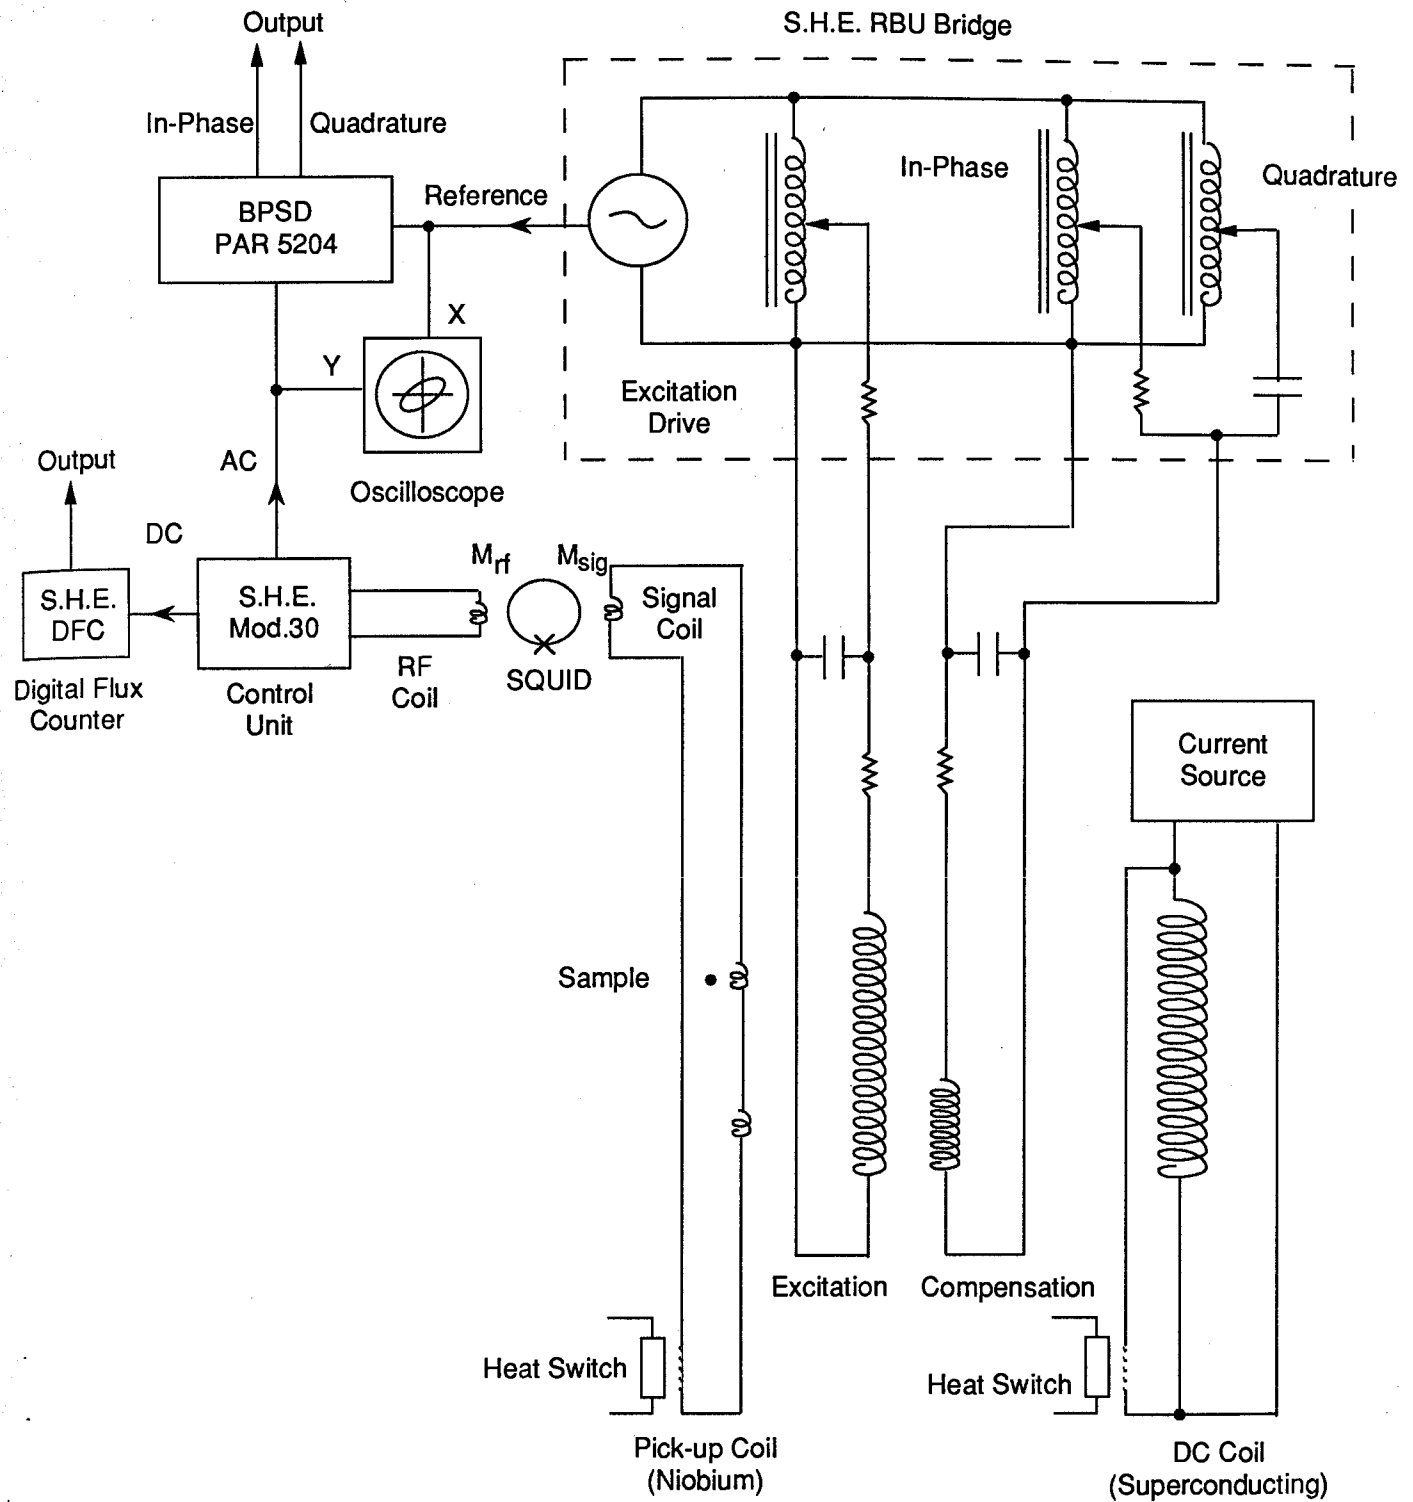 Output
S.H.E. RBU Bridge
In-Phase
Quadrature
In-Phase
Quadrature
Reference
BPSD
PAR 5204
X
Y
Excitation
Drive
Output
AC
Oscilloscope
DC
Mrf
Msig
S.H.E.
DFC
S.H.E.
Mod.30
Signal
Coil
RF
Coil
SQUID
Digital Flux
Counter
Control
Unit
Current
Source
Sample
Excitation
Compensation
Heat Switch
Heat Switch
Pick-up Coil
(Niobium)
DC Coil
(Superconducting)